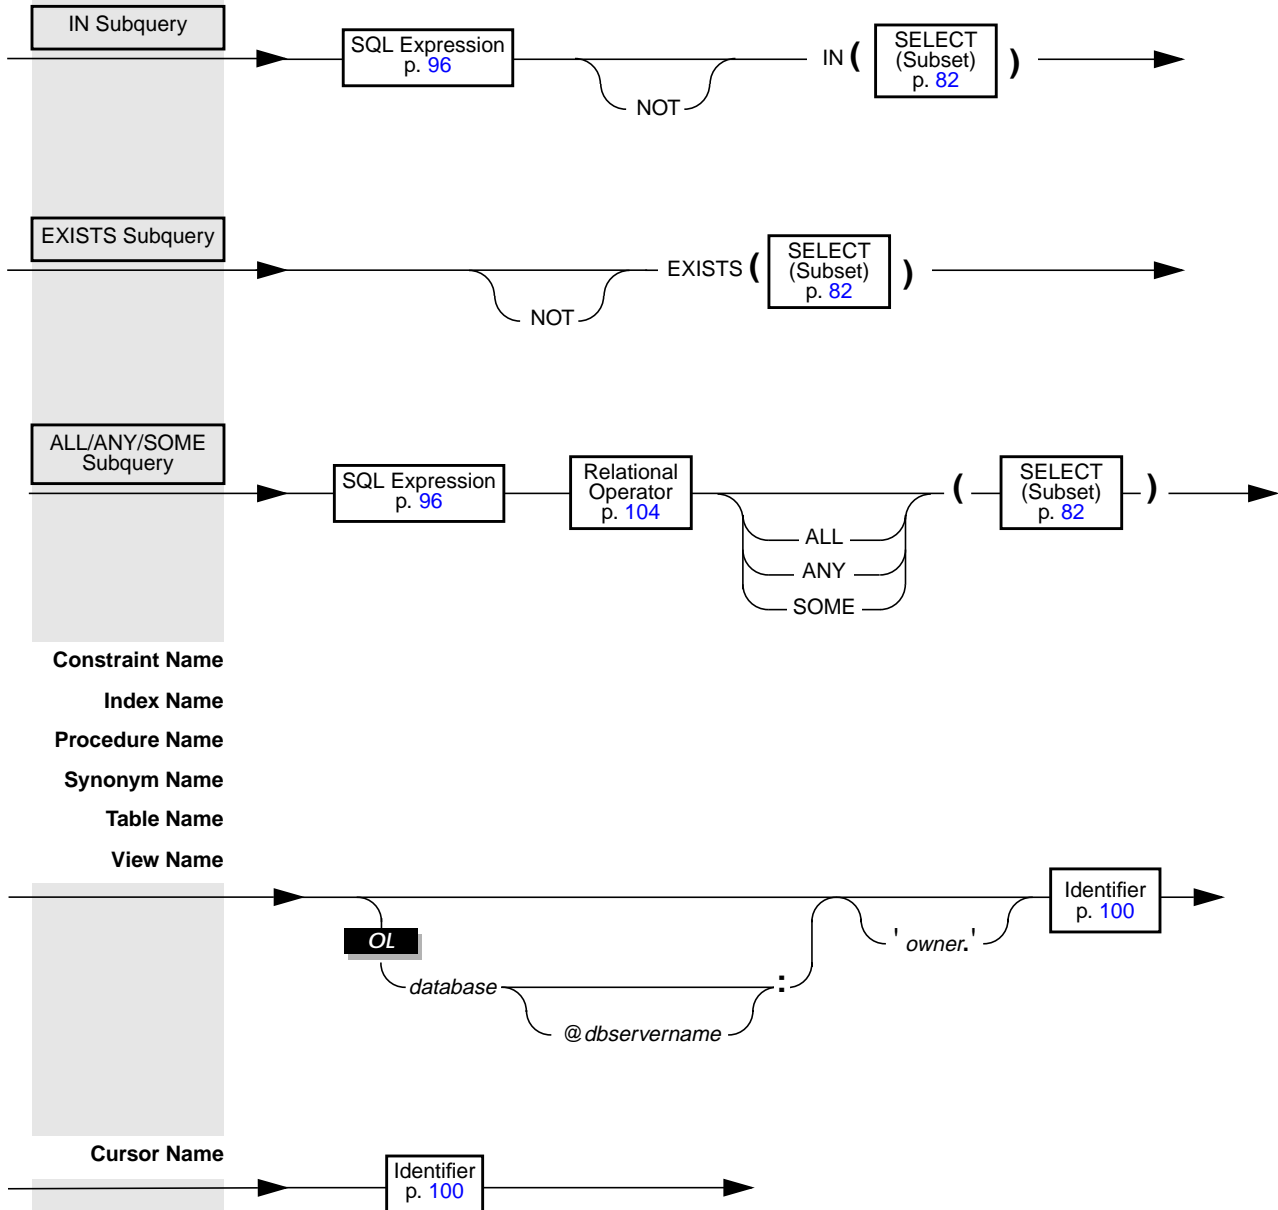 IN Subquery
SQL Expression
p. 96
NOT
IN (
SELECT
(Subset)
p. 82
)
EXISTS Subquery
NOT
EXISTS (
SELECT
(Subset)
p. 82
)
ALL/ANY/SOME
Subquery
SQL Expression
p. 96
Relational
Operator
p. 104
ALL
ANY
SOME
(
SELECT
(Subset)
p. 82
)
Constraint Name
Index Name
Procedure Name
Synonym Name
Table Name
View Name
OL
database
@dbservername
:
'owner.'
Identifier
p. 100
Cursor Name
Identifier
p. 100